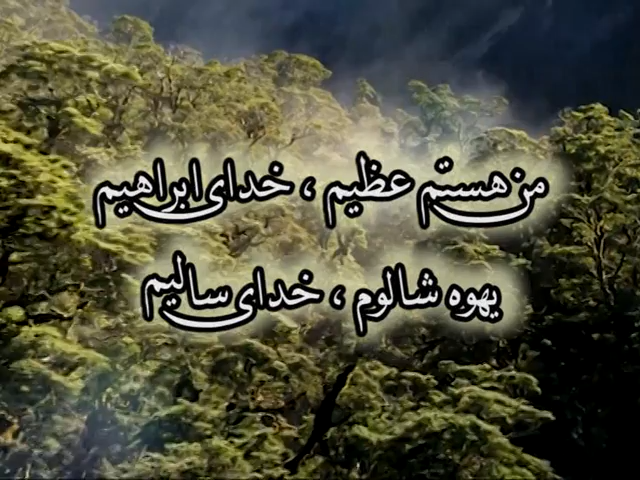 من هستم عظیم ، خدای ابراهیم
یهوه شالوم ، خدای سالیم